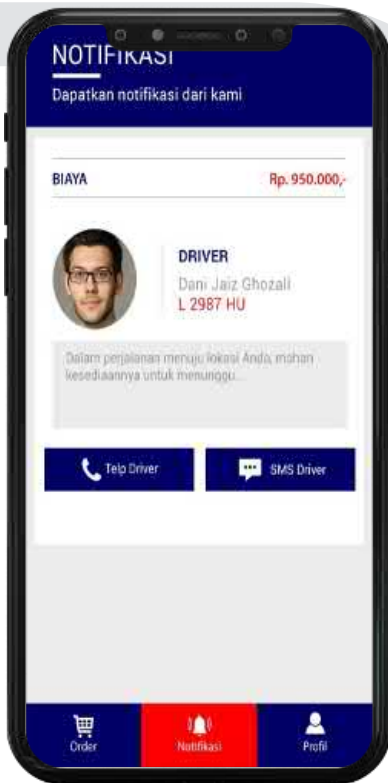 NOTIFIKASI
Dapatkan notifikasi dari kami
BIAYA Rp. 950.000,-
DRIVER
Dani Jaiz Ghozali
L 2987 HU
Dalam perjalanan menuju lokasi Anda, mohon
kesediaannya untuk menunggu...
Telp Driver SMS Driver
Order Notifikasi Profil